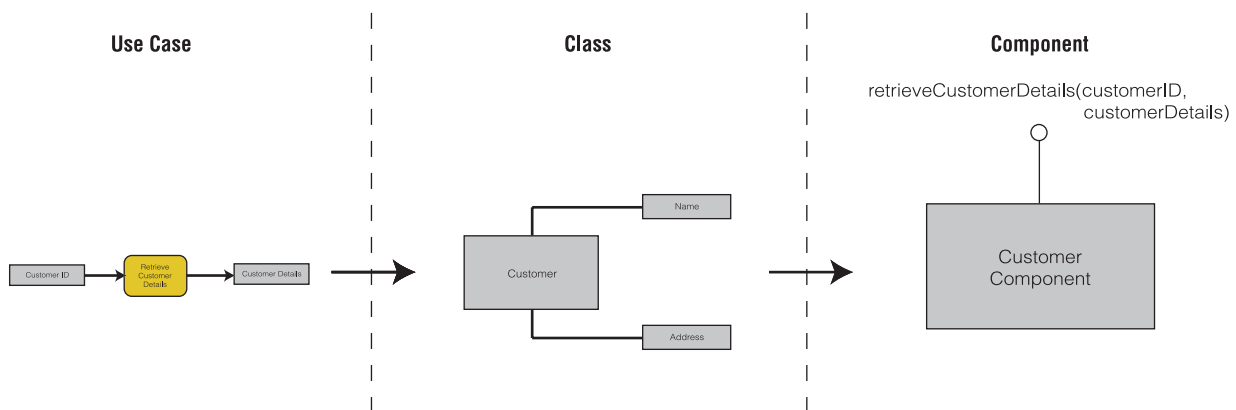 Use Case
Class
Component
retrieveCustomerDetails(customerID,
customerDetails)
Customer ID
Retrieve
Customer
Details
Customer Details
Name
Customer
Address
Customer
Component